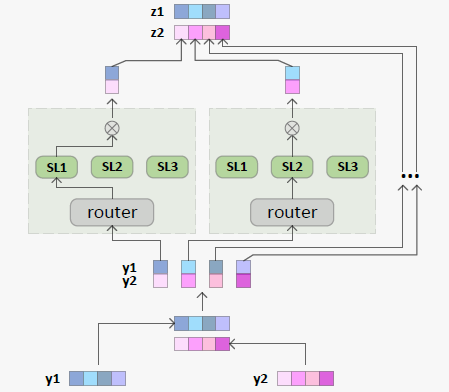 z1
z2
SL1 SL2 SL3 SL1 SL2 SL3
...
router router
y1
y2
y1 y2